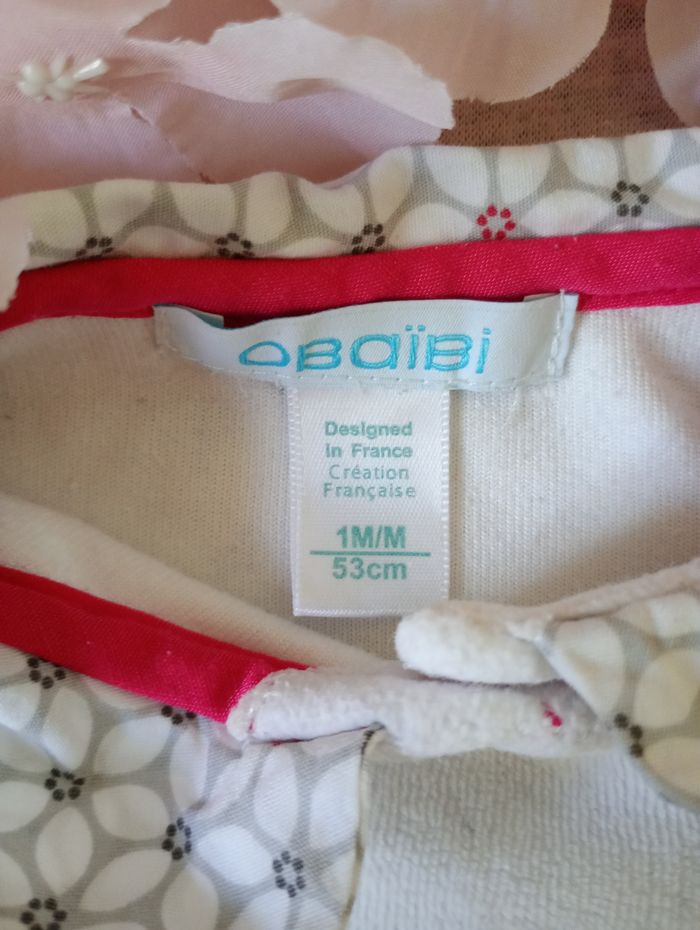 OBaïBi
Designed
in France
Création
Française
1M/M
53cm